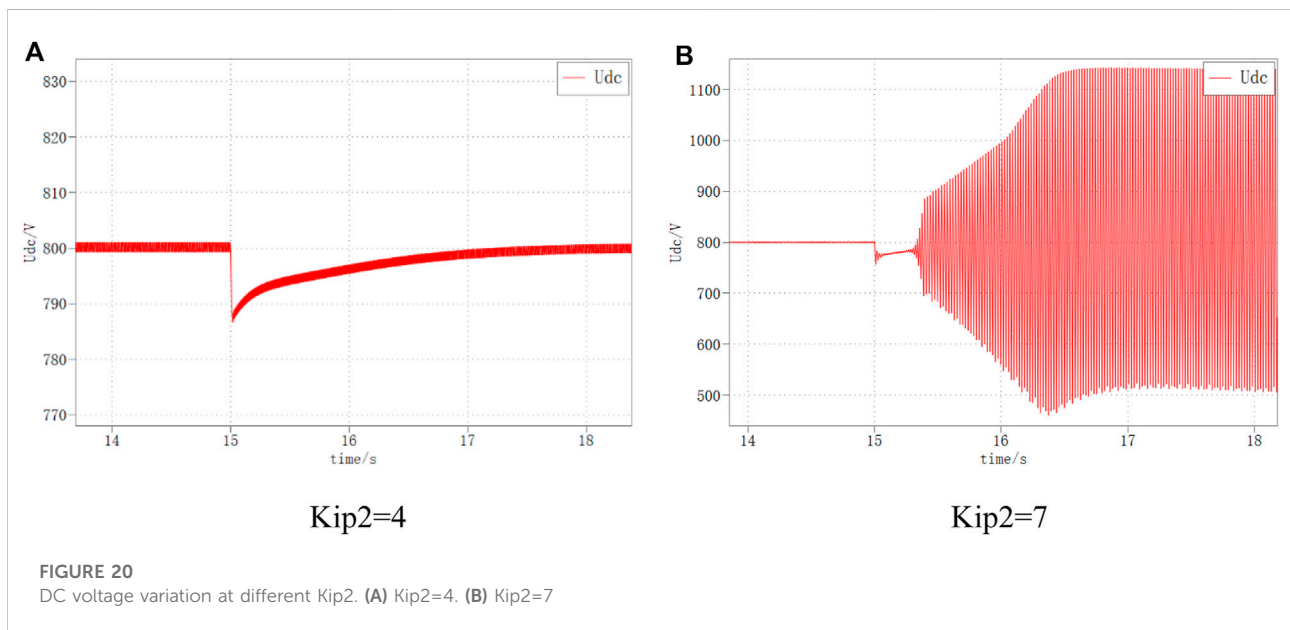 A
Udc
830
820
810
800
790
780
770
Udc/V
14
15
16
17
18
time/s
Kip2=4
B
Udc
1100
1000
900
800
700
600
500
Udc/V
14
15
16
17
18
time/s
Kip2=7
FIGURE 20
DC voltage variation at different Kip2. (A) Kip2=4. (B) Kip2=7